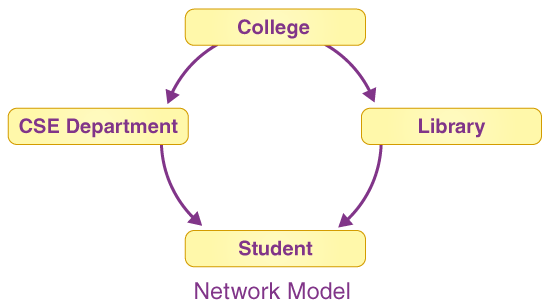 College
CSE Department
Library
Student
Network Model